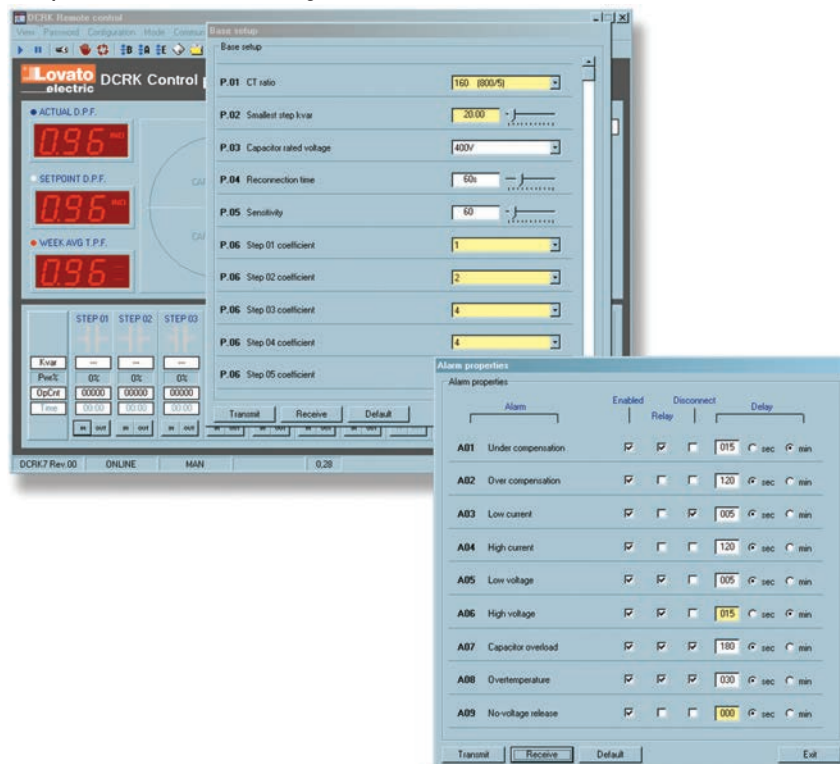 DCRK Remote control
View Password Configuration Mode
Lovato electric
DCRK Control
ACTUAL D.P.F.
0.96 IND
SETPOINT D.P.F.
0.96 IND
WEEK AVG T.P.F.
0.96
STEP 01 STEP 02 STEP 03
Kvar --- --- ---
Pwr% 0% 0% 0%
OpCnt 00000 00000 00000
Time 00:00 00:00 00:00
IN OUT IN OUT IN OUT
DCRK7 Rev.00 ONLINE MAN 0,28
Base setup
Base setup
P.01 CT ratio 160 (800/5)
P.02 Smallest step kvar 20.00
P.03 Capacitor rated voltage 400V
P.04 Reconnection time 60s
P.05 Sensitivity 60
P.06 Step 01 coefficient 1
P.06 Step 02 coefficient 2
P.06 Step 03 coefficient 4
P.06 Step 04 coefficient 4
P.06 Step 05 coefficient
Transmit Receive Default
Alarm properties
Alarm properties
Alarm Enabled Relay Disconnect Delay
A01 Under compensation 015 sec min
A02 Over compensation 120 sec min
A03 Low current 005 sec min
A04 High current 120 sec min
A05 Low voltage 005 sec min
A06 High voltage 015 sec min
A07 Capacitor overload 180 sec min
A08 Overtemperature 030 sec min
A09 No-voltage release 000 sec min
Transmit Receive Default Exit